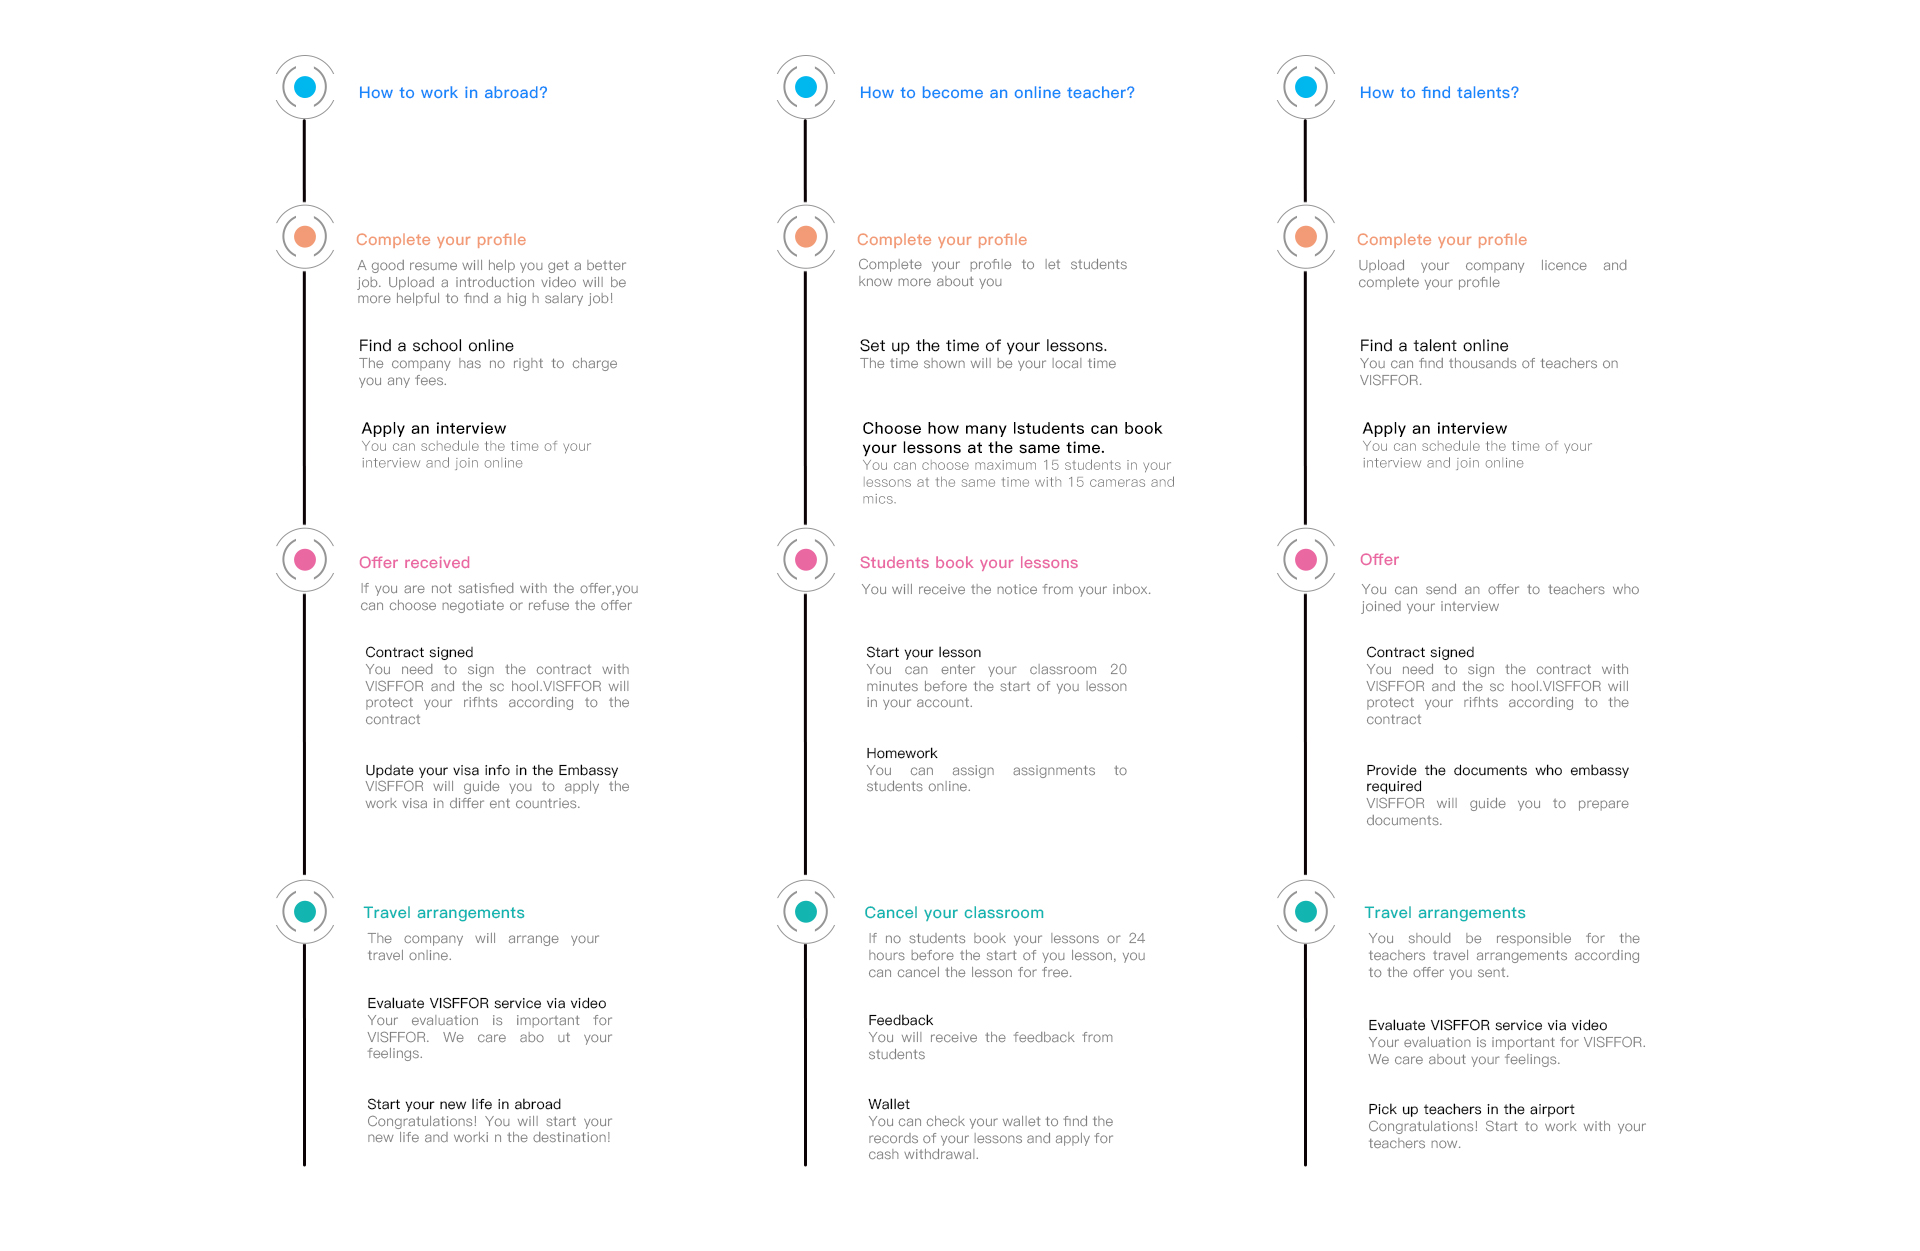 How to work in abroad?
Complete your profile
A good resume will help you get a better
job. Upload a introduction video will be
more helpful to find a hig h salary job!
Find a school online
The company has no right to charge
you any fees.
Apply an interview
You can schedule the time of your
interview and join online
Offer received
If you are not satisfied with the offer,you
can choose negotiate or refuse the offer
Contract signed
You need to sign the contract with
VISFFOR and the sc hool.VISFFOR will
protect your rifhts according to the
contract
Update your visa info in the Embassy
VISFFOR will guide you to apply the
work visa in differ ent countries.
Travel arrangements
The company will arrange your
travel online.
Evaluate VISFFOR service via video
Your evaluation is important for
VISFFOR. We care abo ut your
feelings.
Start your new life in abroad
Congratulations! You will start your
new life and worki n the destination!
How to become an online teacher?
Complete your profile
Complete your profile to let students
know more about you
Set up the time of your lessons.
The time shown will be your local time
Choose how many lstudents can book
your lessons at the same time.
You can choose maximum 15 students in your
lessons at the same time with 15 cameras and
mics.
Students book your lessons
You will receive the notice from your inbox.
Start your lesson
You can enter your classroom 20
minutes before the start of you lesson
in your account.
Homework
You can assign assignments to
students online.
Cancel your classroom
If no students book your lessons or 24
hours before the start of you lesson, you
can cancel the lesson for free.
Feedback
You will receive the feedback from
students
Wallet
You can check your wallet to find the
records of your lessons and apply for
cash withdrawal.
How to find talents?
Complete your profile
Upload your company licence and
complete your profile
Find a talent online
You can find thousands of teachers on
VISFFOR.
Apply an interview
You can schedule the time of your
interview and join online
Offer
You can send an offer to teachers who
joined your interview
Contract signed
You need to sign the contract with
VISFFOR and the sc hool.VISFFOR will
protect your rifhts according to the
contract
Provide the documents who embassy
required
VISFFOR will guide you to prepare
documents.
Travel arrangements
You should be responsible for the
teachers travel arrangements according
to the offer you sent.
Evaluate VISFFOR service via video
Your evaluation is important for VISFFOR.
We care about your feelings.
Pick up teachers in the airport
Congratulations! Start to work with your
teachers now.